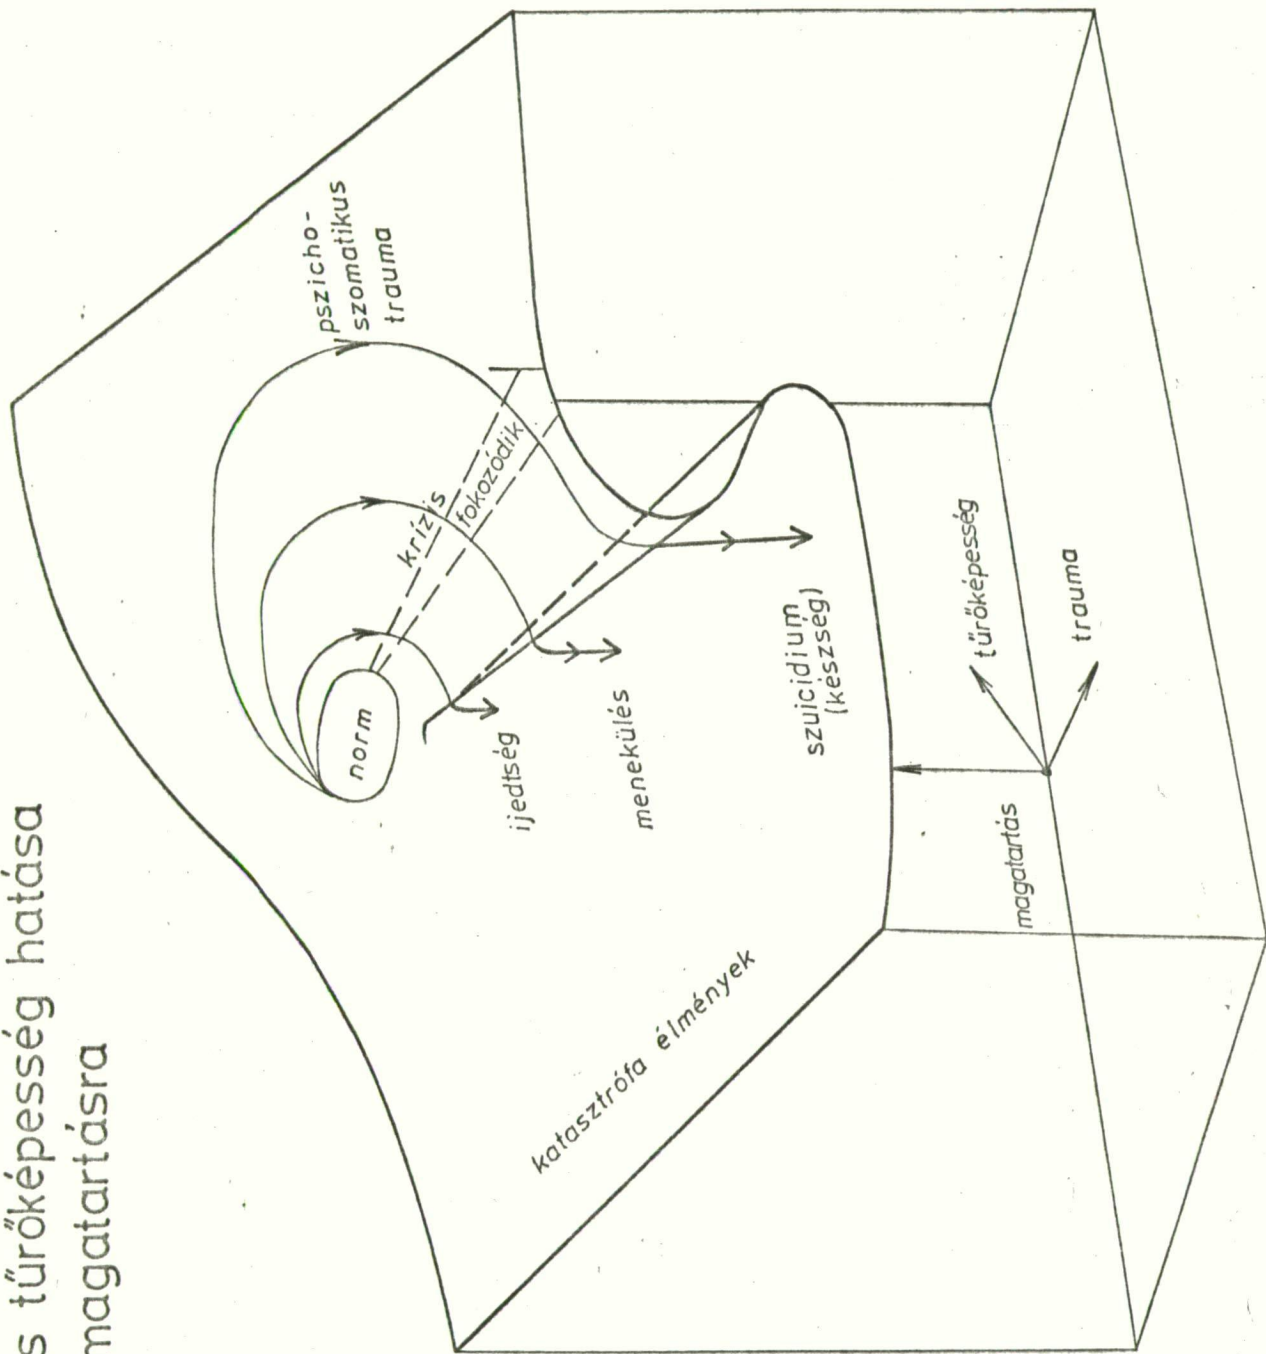 s tűrőképesség hatása
magatartásra
pszicho-
szomatikus
trauma
krízis
fokozódik
norm
ijedtség
menekülés
szuicidium
(készség)
katasztrófa élmények
tűrőképesség
trauma
magatartás